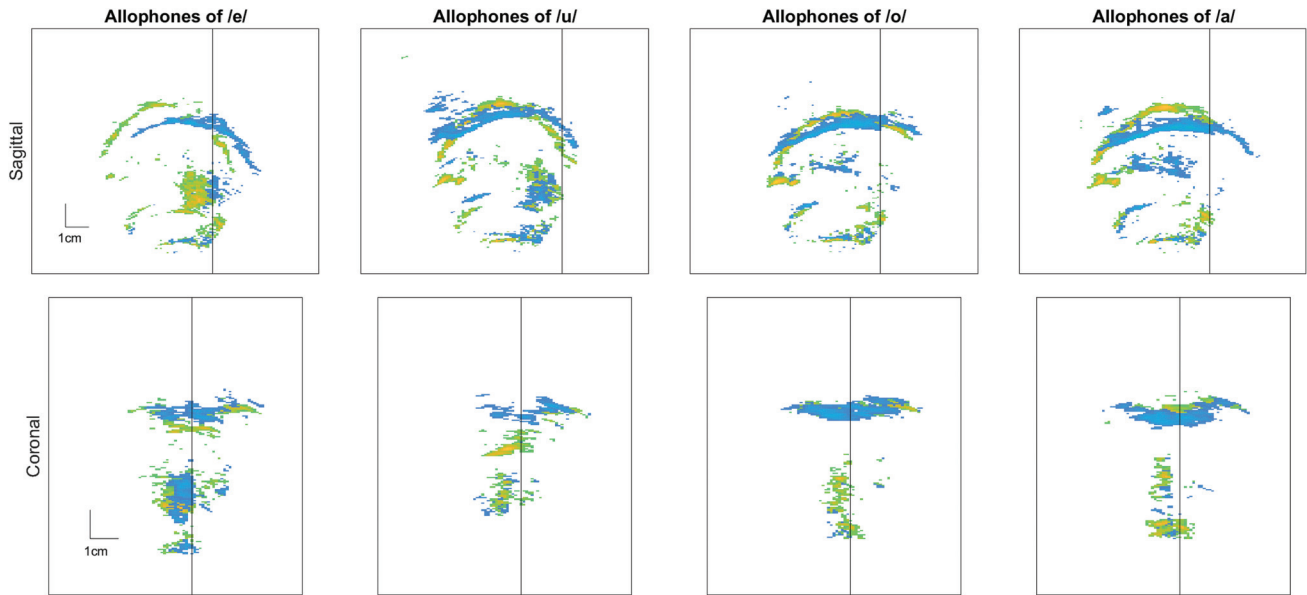 Allophones of /e/
Allophones of /u/
Allophones of /o/
Allophones of /a/
Sagittal
1cm
Coronal
1cm